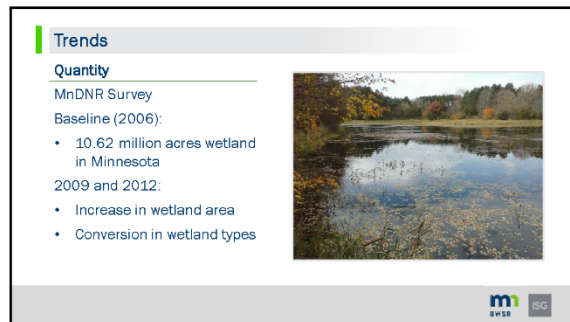 Trends
Quantity
MnDNR Survey
Baseline (2006):
• 10.62 million acres wetland
in Minnesota
2009 and 2012:
• Increase in wetland area
• Conversion in wetland types
mn
BWSR
ISG